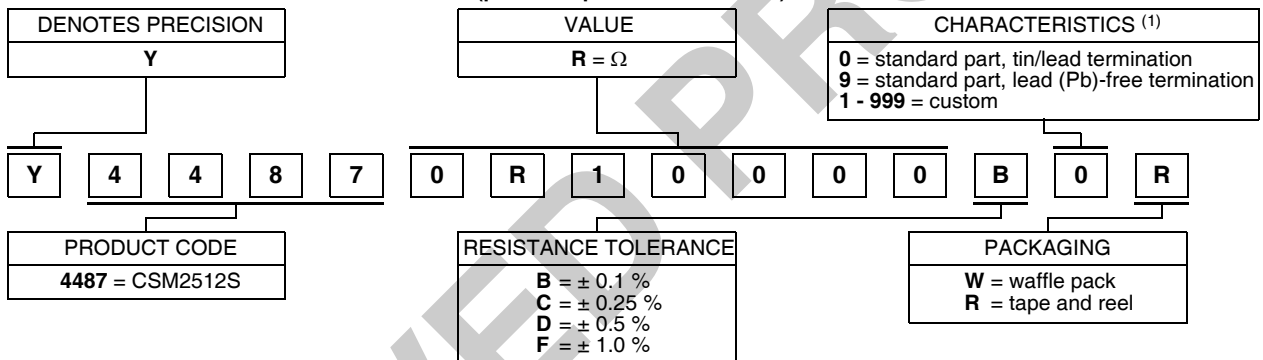 DENOTES PRECISION
Y
VALUE
R = Ω
CHARACTERISTICS (1)
0 = standard part, tin/lead termination
9 = standard part, lead (Pb)-free termination
1 - 999 = custom
Y 4 4 8 7 0 R 1 0 0 0 0 B 0 R
PRODUCT CODE
4487 = CSM2512S
RESISTANCE TOLERANCE
B = ± 0.1 %
C = ± 0.25 %
D = ± 0.5 %
F = ± 1.0 %
PACKAGING
W = waffle pack
R = tape and reel